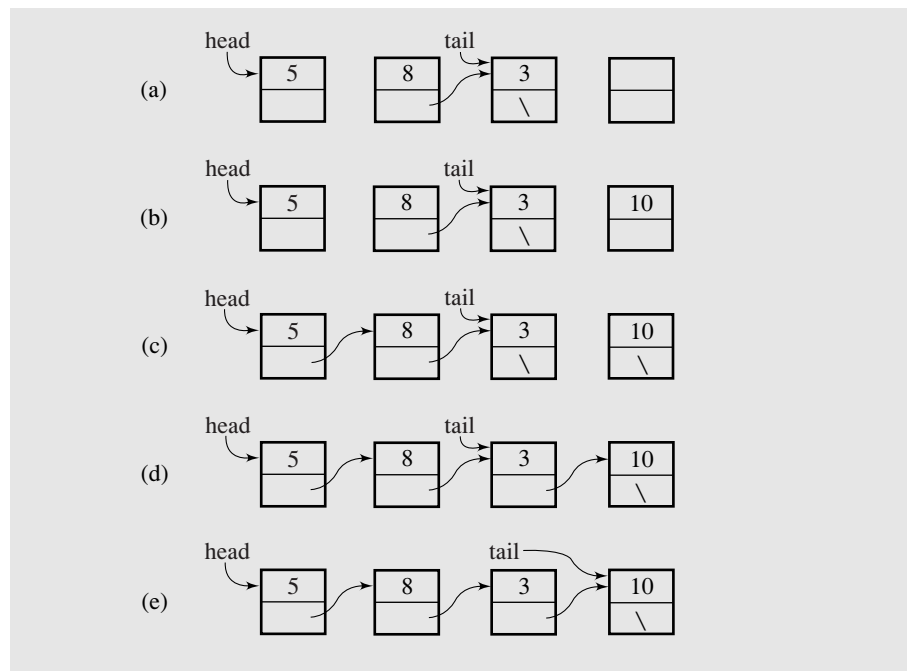 head tail
(a) 5 8 3 \
head tail
(b) 5 8 3 \ 10
head tail
(c) 5 8 3 \ 10 \
head tail
(d) 5 8 3 10 \
head tail
(e) 5 8 3 10 \